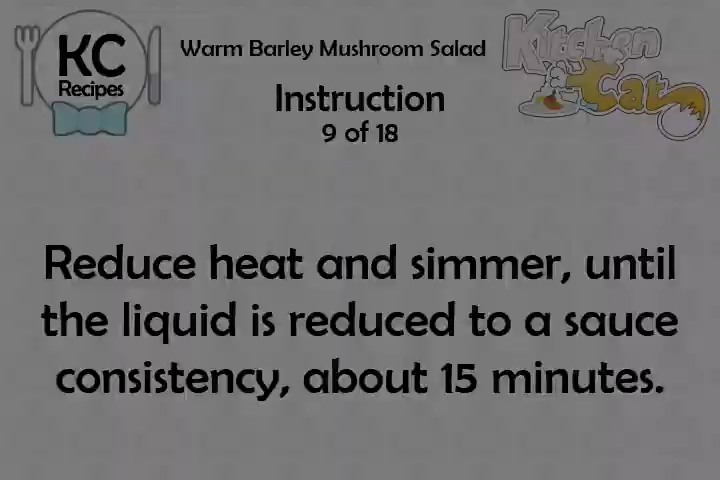 KC
Recipes
Warm Barley Mushroom Salad
Kitchen
Cat
Instruction
9 of 18
Reduce heat and simmer, until
the liquid is reduced to a sauce
consistency, about 15 minutes.